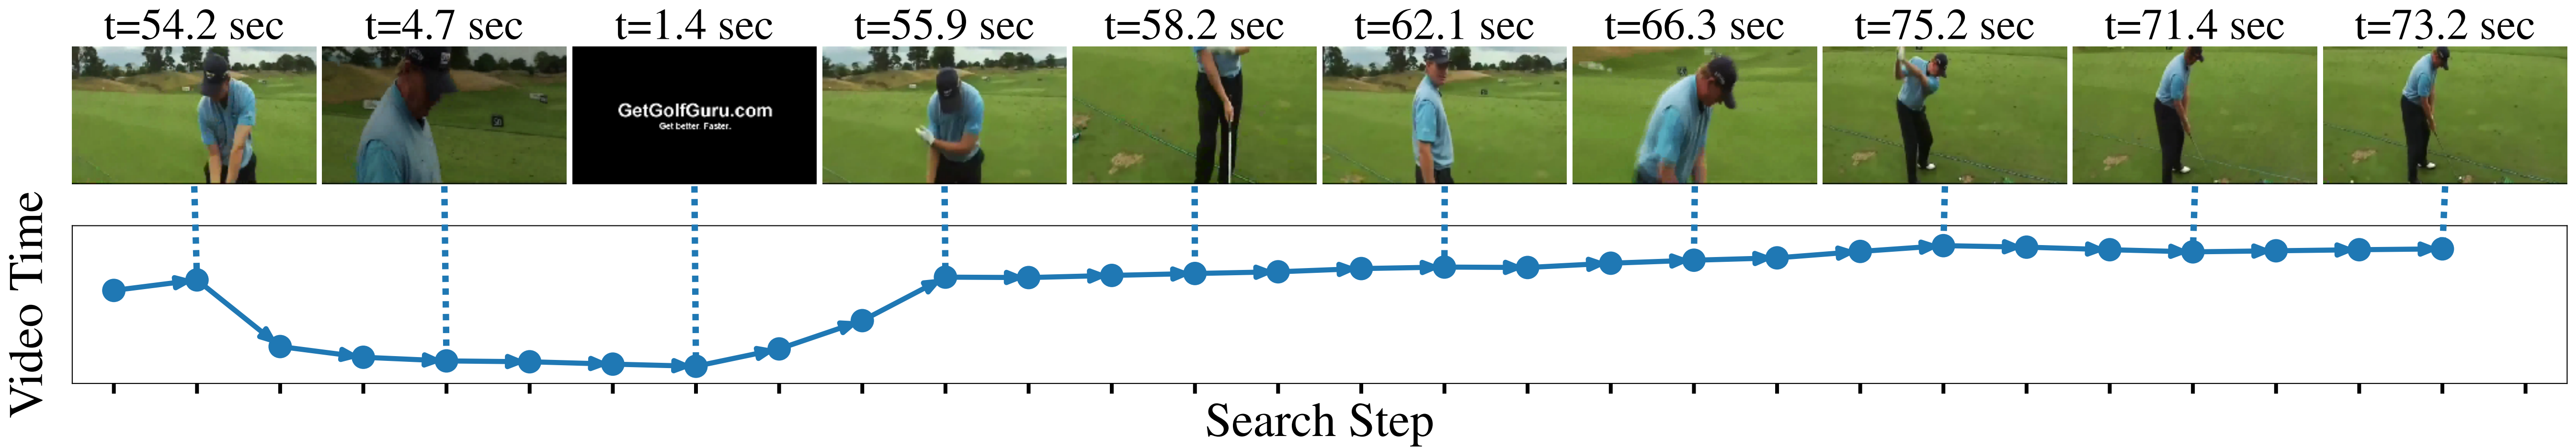 t=54.2 sec t=4.7 sec t=1.4 sec t=55.9 sec t=58.2 sec t=62.1 sec t=66.3 sec t=75.2 sec t=71.4 sec t=73.2 sec
GetGolfGuru.com
Get better. Faster.
Video Time
Search Step